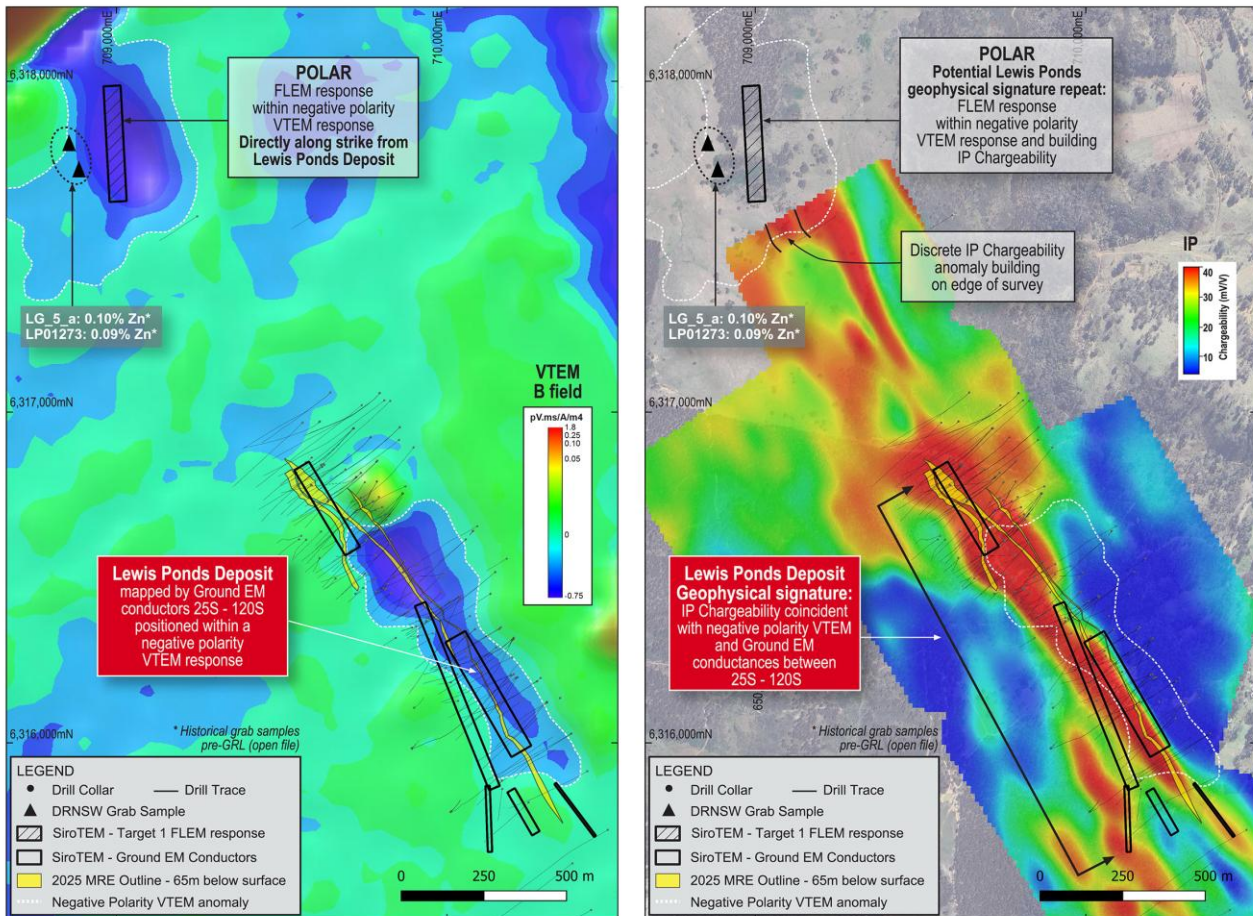 709,000mE
710,000mE
6,318,000mN
POLAR
FLEM response
within negative polarity
VTEM response
Directly along strike from
Lewis Ponds Deposit
LG_5_a: 0.10% Zn*
LP01273: 0.09% Zn*
6,317,000mN
VTEM
B field
pV.ms/A/m4
1.8
0.25
0.10
0.05
0
-0.75
Lewis Ponds Deposit
mapped by Ground EM
conductors 25S - 120S
positioned within a
negative polarity
VTEM response
6,316,000mN
* Historical grab samples
pre-GRL (open file)
LEGEND
Drill Collar
Drill Trace
DRNSW Grab Sample
SiroTEM - Target 1 FLEM response
SiroTEM - Ground EM Conductors
2025 MRE Outline - 65m below surface
Negative Polarity VTEM anomaly
0 250 500 m
709,000mE
710,000mE
6,318,000mN
POLAR
Potential Lewis Ponds
geophysical signature repeat:
FLEM response
within negative polarity
VTEM response and building
IP Chargeability
Discrete IP Chargeability
anomaly building
on edge of survey
IP
40
30
20
10
Chargeability (mV/V)
LG_5_a: 0.10% Zn*
LP01273: 0.09% Zn*
6,317,000mN
Lewis Ponds Deposit
Geophysical signature:
IP Chargeability coincident
with negative polarity VTEM
and Ground EM
conductances between
25S - 120S
650
6,316,000mN
* Historical grab samples
pre-GRL (open file)
LEGEND
Drill Collar
Drill Trace
DRNSW Grab Sample
SiroTEM - Target 1 FLEM response
SiroTEM - Ground EM Conductors
2025 MRE Outline - 65m below surface
Negative Polarity VTEM anomaly
0 250 500 m